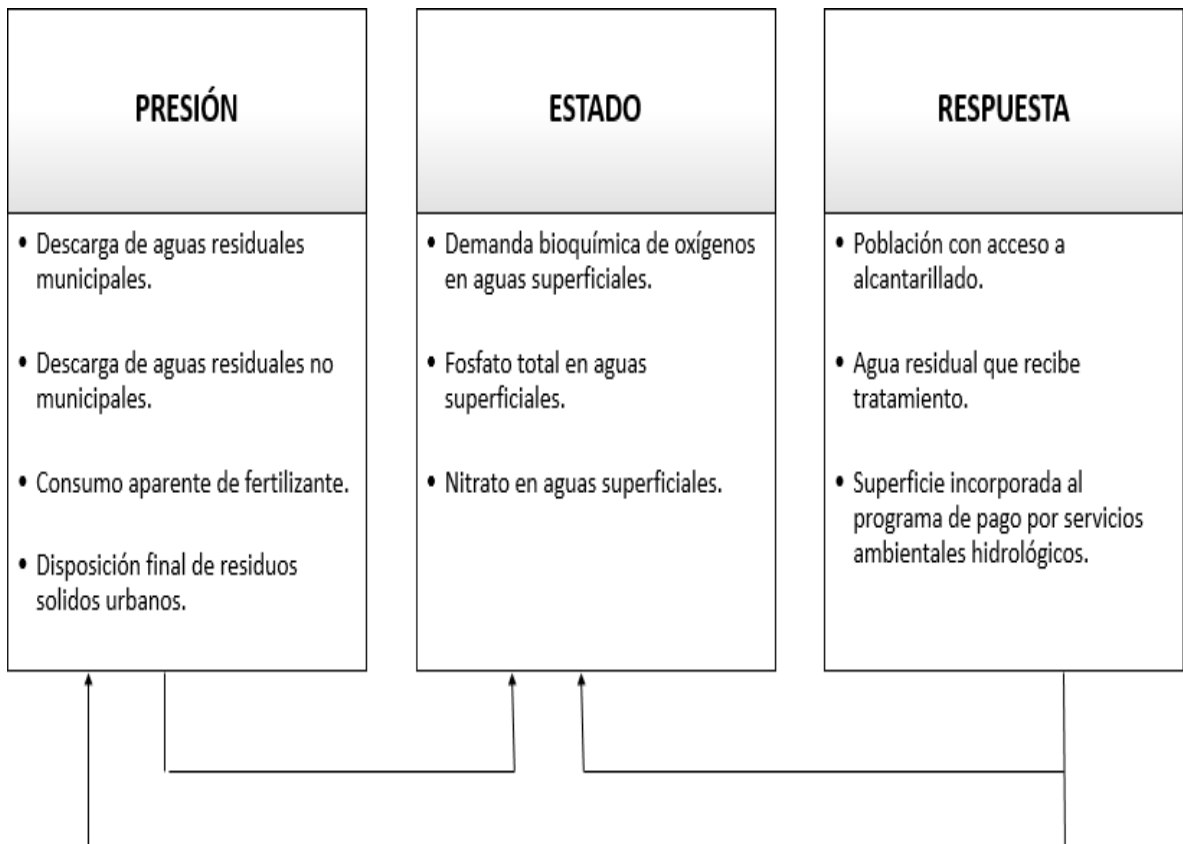 PRESIÓN
• Descarga de aguas residuales
municipales.
• Descarga de aguas residuales no
municipales.
• Consumo aparente de fertilizante.
• Disposición final de residuos
solidos urbanos.
ESTADO
• Demanda bioquímica de oxígenos
en aguas superficiales.
• Fosfato total en aguas
superficiales.
• Nitrato en aguas superficiales.
RESPUESTA
• Población con acceso a
alcantarillado.
• Agua residual que recibe
tratamiento.
• Superficie incorporada al
programa de pago por servicios
ambientales hidrológicos.